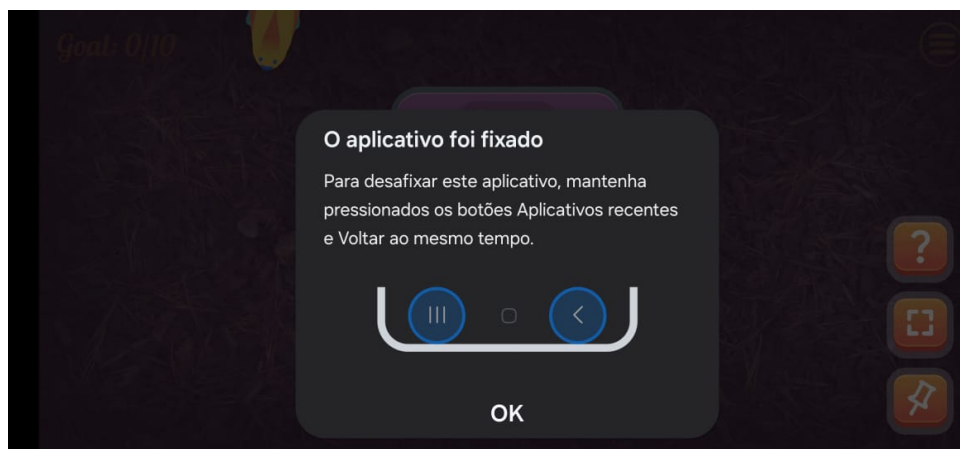 Goal: 0/10
O aplicativo foi fixado
Para desafixar este aplicativo, mantenha
pressionados os botões Aplicativos recentes
e Voltar ao mesmo tempo.
?
OK